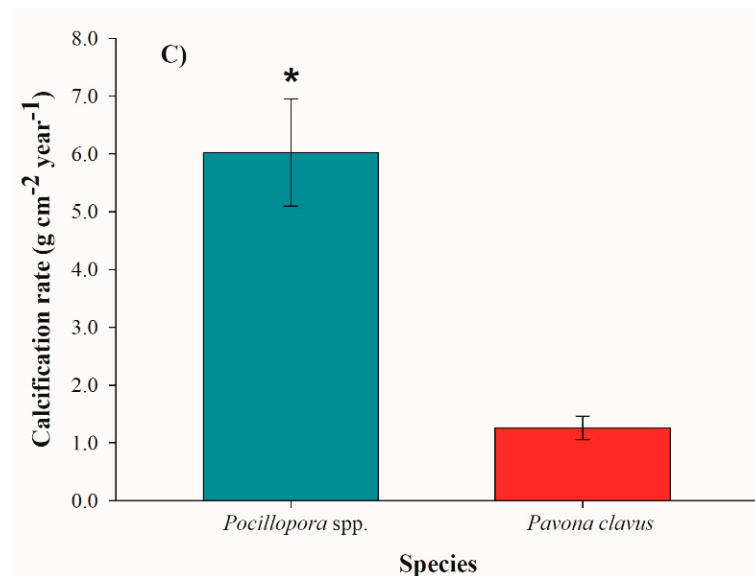 C)
*
8.0
7.0
6.0
5.0
4.0
3.0
2.0
1.0
0.0
Calcification rate (g cm⁻² year⁻¹)
Pocillopora spp.
Pavona clavus
Species